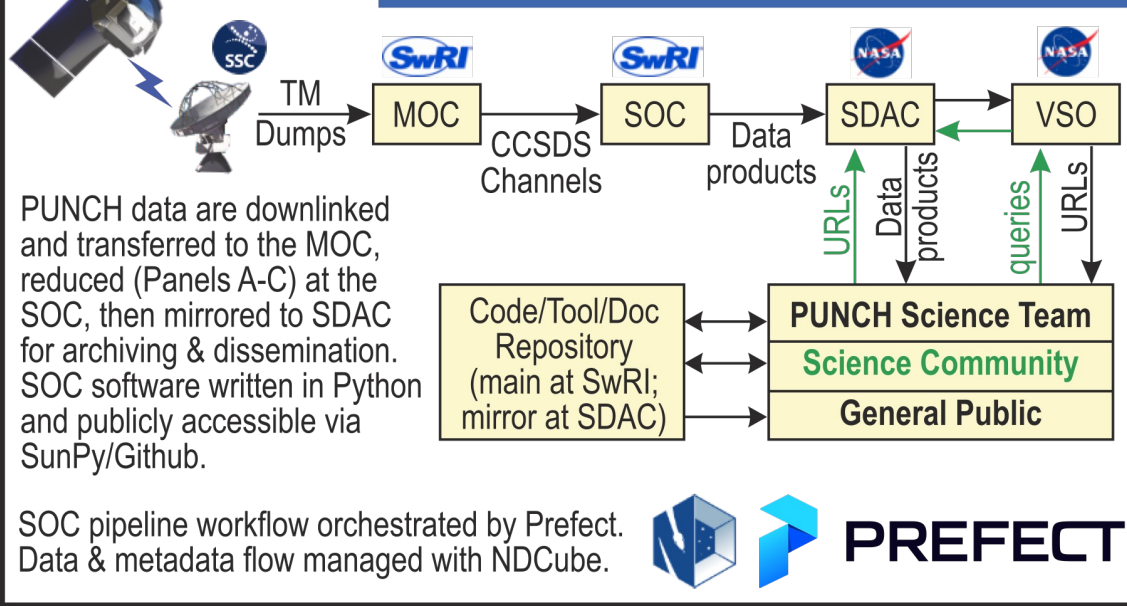 SSC
SwRI
SwRI
NASA
NASA
TM
Dumps
MOC
CCSDS
Channels
SOC
Data
products
SDAC
VSO
URLs
Data
products
queries
URLs
PUNCH data are downlinked
and transferred to the MOC,
reduced (Panels A-C) at the
SOC, then mirrored to SDAC
for archiving & dissemination.
SOC software written in Python
and publicly accessible via
SunPy/Github.
Code/Tool/Doc
Repository
(main at SwRI;
mirror at SDAC)
PUNCH Science Team
Science Community
General Public
SOC pipeline workflow orchestrated by Prefect.
Data & metadata flow managed with NDCube.
N
PREFECT